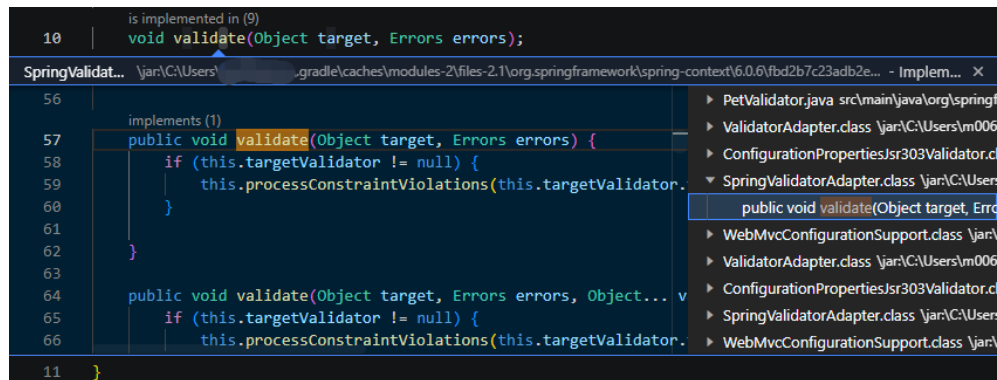 is implemented in (9)
10 void validate(Object target, Errors errors);
SpringValidat... \jar:\C:\Users\ .gradle\caches\modules-2\files-2.1\org.springframework\spring-context\6.0.6\fbd2b7c23adb2e... - Implem... ×
56
implements (1)
57 public void validate(Object target, Errors errors) {
58 if (this.targetValidator != null) {
59 this.processConstraintViolations(this.targetValidator.
60 }
61
62 }
63
64 public void validate(Object target, Errors errors, Object... v
65 if (this.targetValidator != null) {
66 this.processConstraintViolations(this.targetValidator.
PetValidator.java src\main\java\org\springf
ValidatorAdapter.class \jar:\C:\Users\m006
ConfigurationPropertiesJsr303Validator.cl
SpringValidatorAdapter.class \jar:\C:\Users
public void validate(Object target, Erro
WebMvcConfigurationSupport.class \jar:\
ValidatorAdapter.class \jar:\C:\Users\m006
ConfigurationPropertiesJsr303Validator.cl
SpringValidatorAdapter.class \jar:\C:\Users
WebMvcConfigurationSupport.class \jar:\
11 }